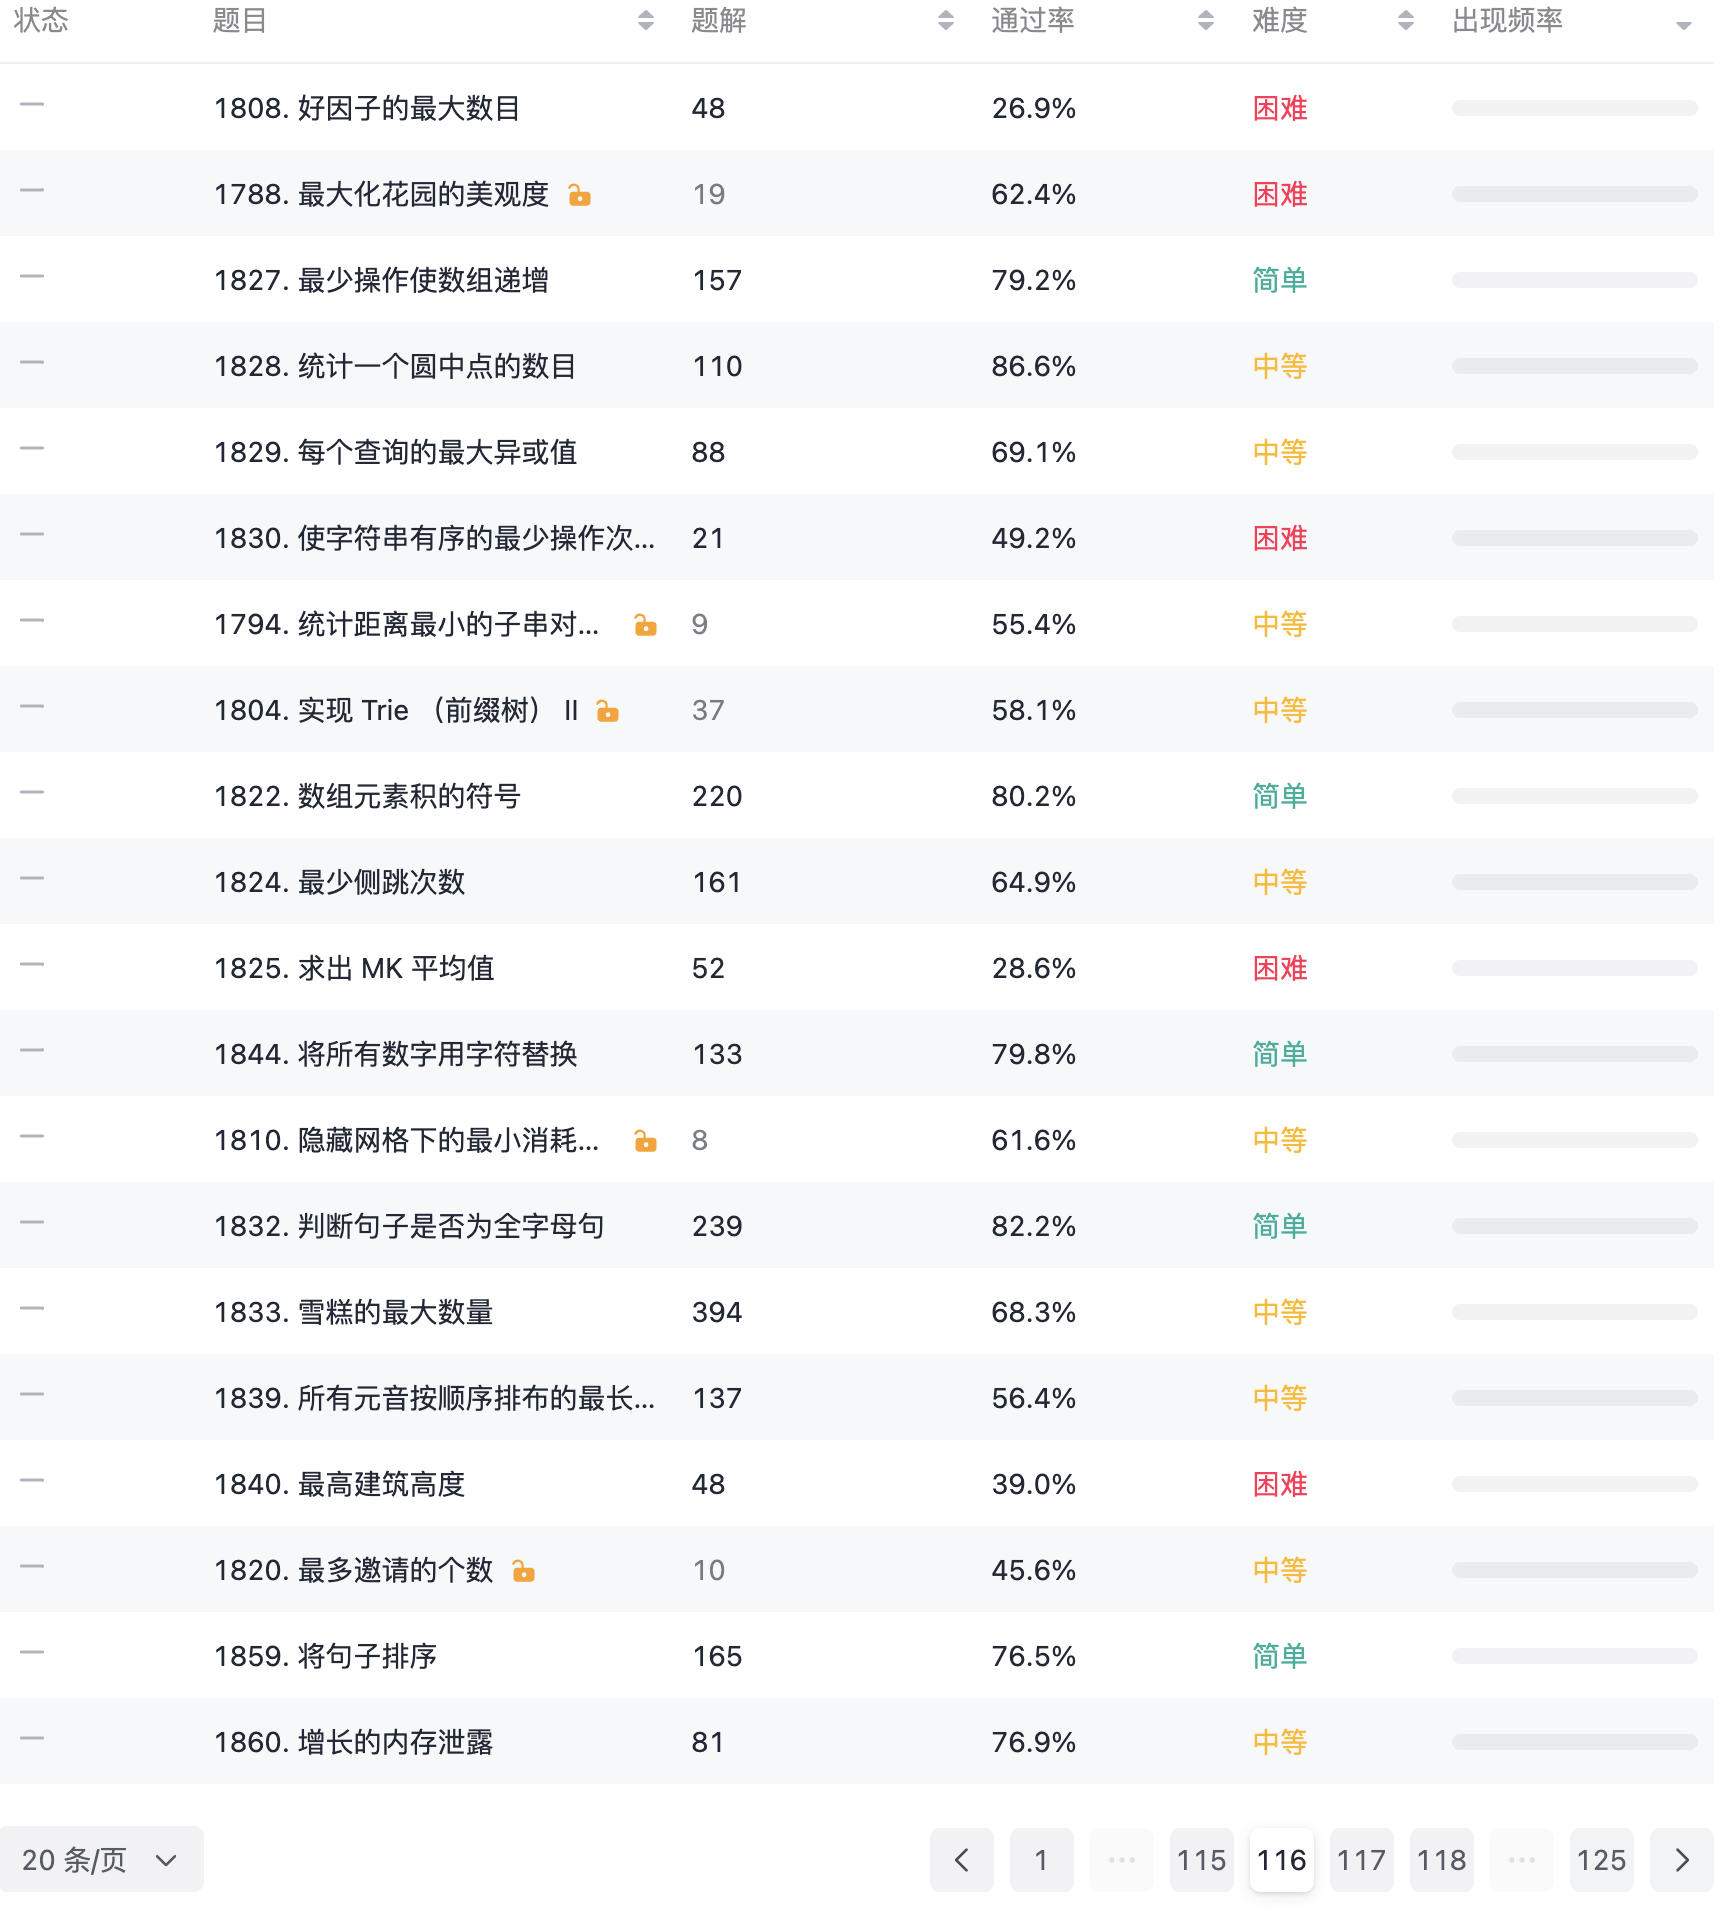 状态 题目 题解 通过率 难度 出现频率
1808. 好因子的最大数目 48 26.9% 困难
1788. 最大化花园的美观度 19 62.4% 困难
1827. 最少操作使数组递增 157 79.2% 简单
1828. 统计一个圆中点的数目 110 86.6% 中等
1829. 每个查询的最大异或值 88 69.1% 中等
1830. 使字符串有序的最少操作次... 21 49.2% 困难
1794. 统计距离最小的子串对... 9 55.4% 中等
1804. 实现 Trie （前缀树） II 37 58.1% 中等
1822. 数组元素积的符号 220 80.2% 简单
1824. 最少侧跳次数 161 64.9% 中等
1825. 求出 MK 平均值 52 28.6% 困难
1844. 将所有数字用字符替换 133 79.8% 简单
1810. 隐藏网格下的最小消耗... 8 61.6% 中等
1832. 判断句子是否为全字母句 239 82.2% 简单
1833. 雪糕的最大数量 394 68.3% 中等
1839. 所有元音按顺序排布的最长... 137 56.4% 中等
1840. 最高建筑高度 48 39.0% 困难
1820. 最多邀请的个数 10 45.6% 中等
1859. 将句子排序 165 76.5% 简单
1860. 增长的内存泄露 81 76.9% 中等
20 条/页 1 ... 115 116 117 118 ... 125